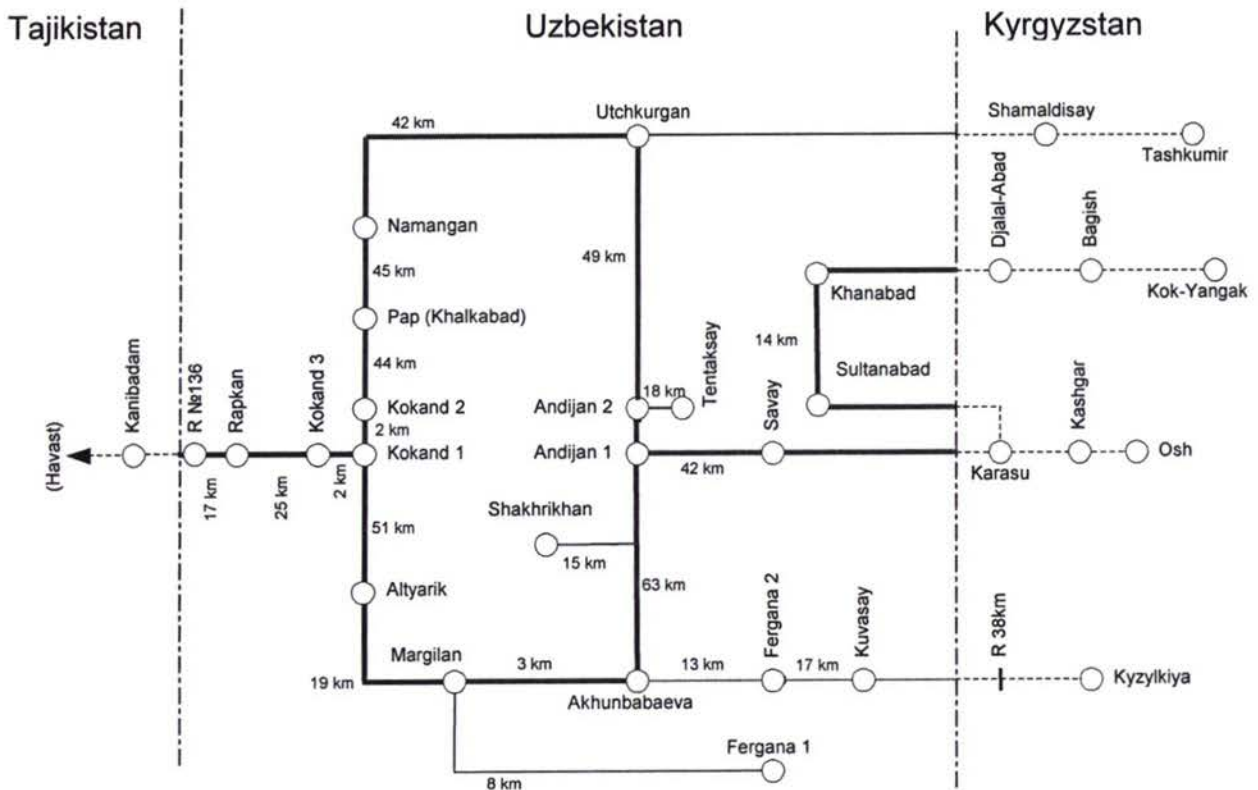 Tajikistan
Uzbekistan
Kyrgyzstan
42 km
Utchkurgan
Shamaldisay
Tashkumir
Namangan
45 km
49 km
Djalal-Abad
Bagish
Khanabad
Kok-Yangak
Pap (Khalkabad)
44 km
14 km
Sultanabad
Kanibadam
R №136
Rapkan
Kokand 3
Kokand 2
2 km
Kokand 1
Andijan 2
18 km
Tentaksay
Andijan 1
Savay
42 km
Karasu
Kashgar
Osh
(Havast)
17 km
25 km
2 km
51 km
Shakhrikhan
15 km
63 km
Altyarik
Margilan
19 km
3 km
Akhunbabaeva
13 km
Fergana 2
17 km
Kuvasay
R 38km
Kyzylkiya
Fergana 1
8 km